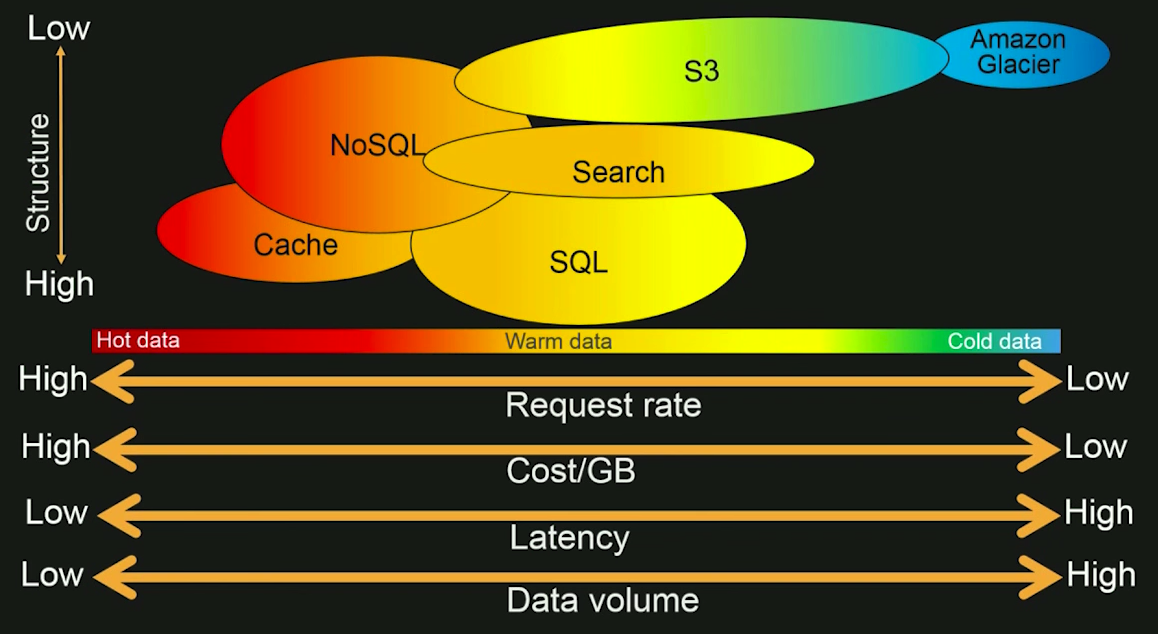 Low
Structure
High
S3
Amazon
Glacier
NoSQL
Search
Cache
SQL
Hot data
Warm data
Cold data
High
Low
Request rate
High
Low
Cost/GB
Low
High
Latency
Low
High
Data volume